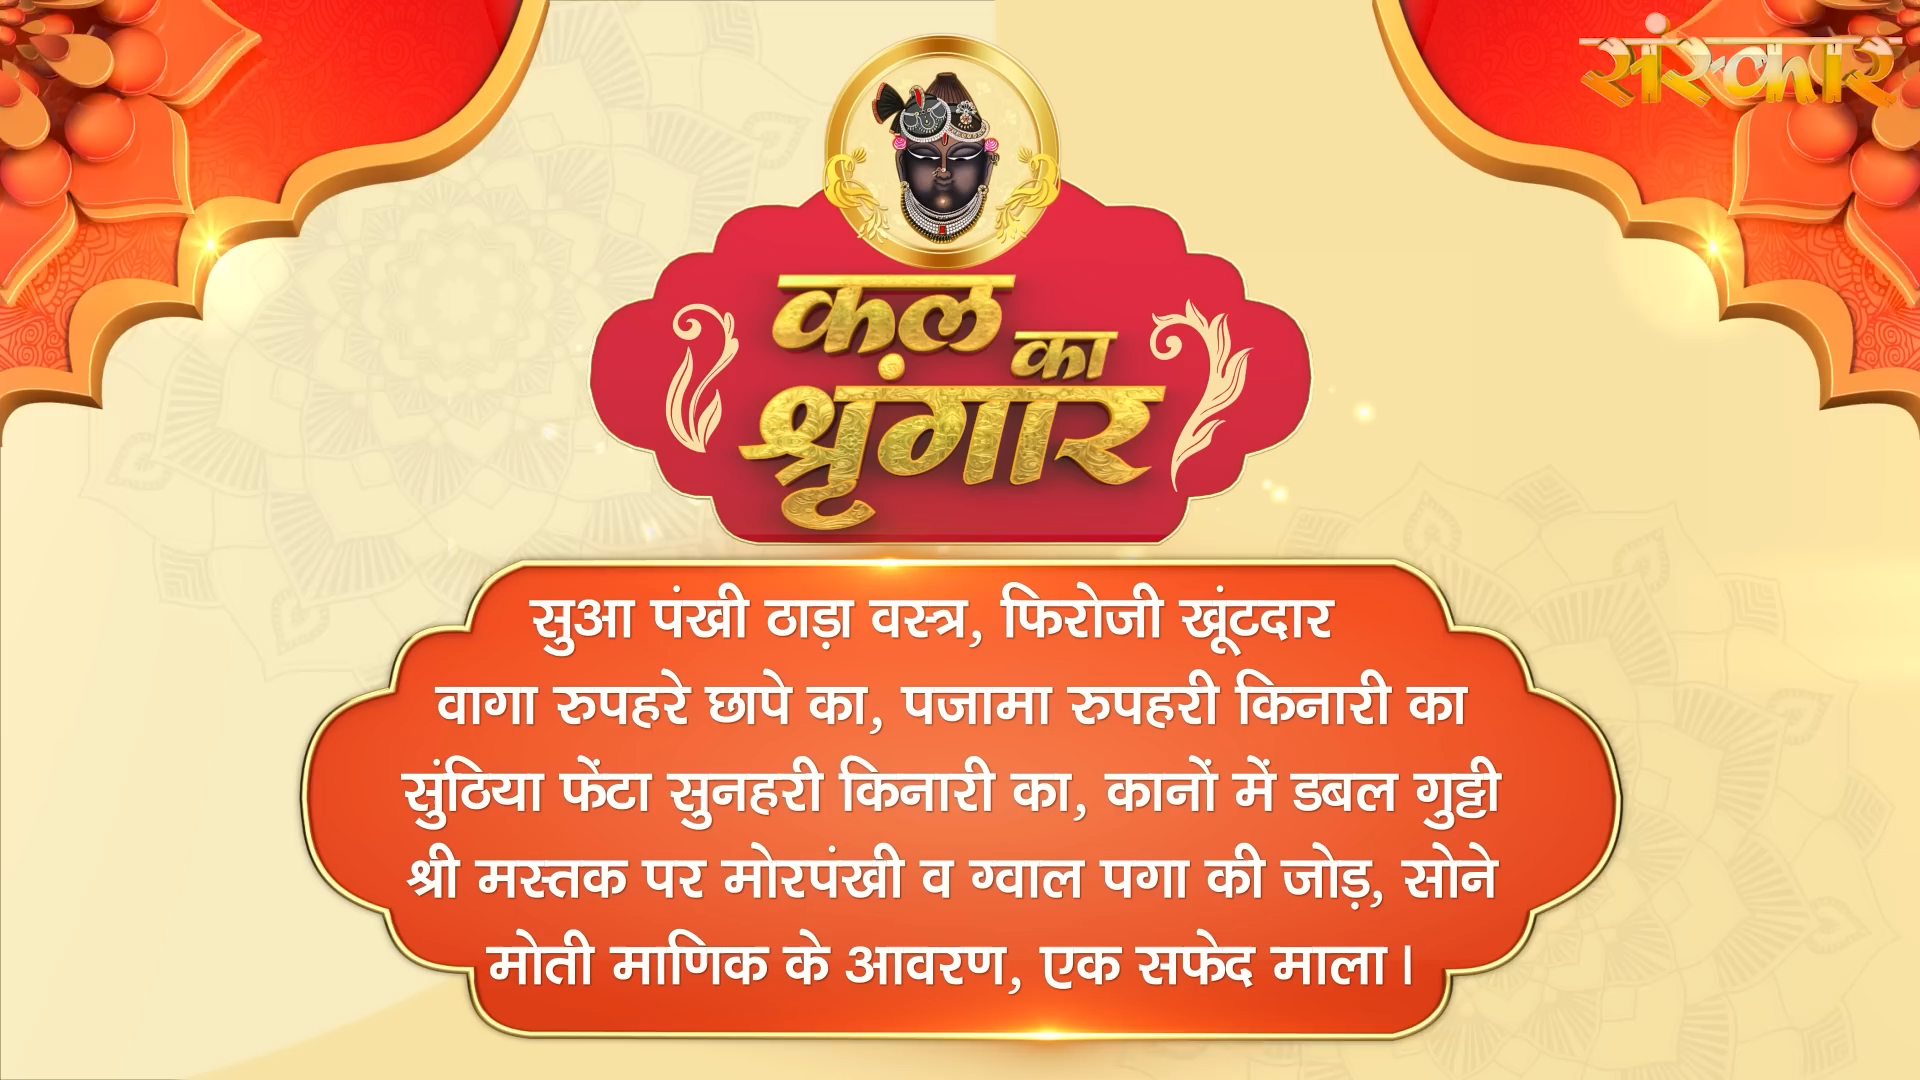 संस्कार
कल का
श्रृंगार
सुआ पंखी ठाड़ा वस्त्र, फिरोजी खूंटदार
वागा रुपहरे छापे का, पजामा रुपहरी किनारी का
सुंठिया फेंटा सुनहरी किनारी का, कानों में डबल गुट्टी
श्री मस्तक पर मोरपंखी व ग्वाल पगा की जोड़, सोने
मोती माणिक के आवरण, एक सफेद माला।